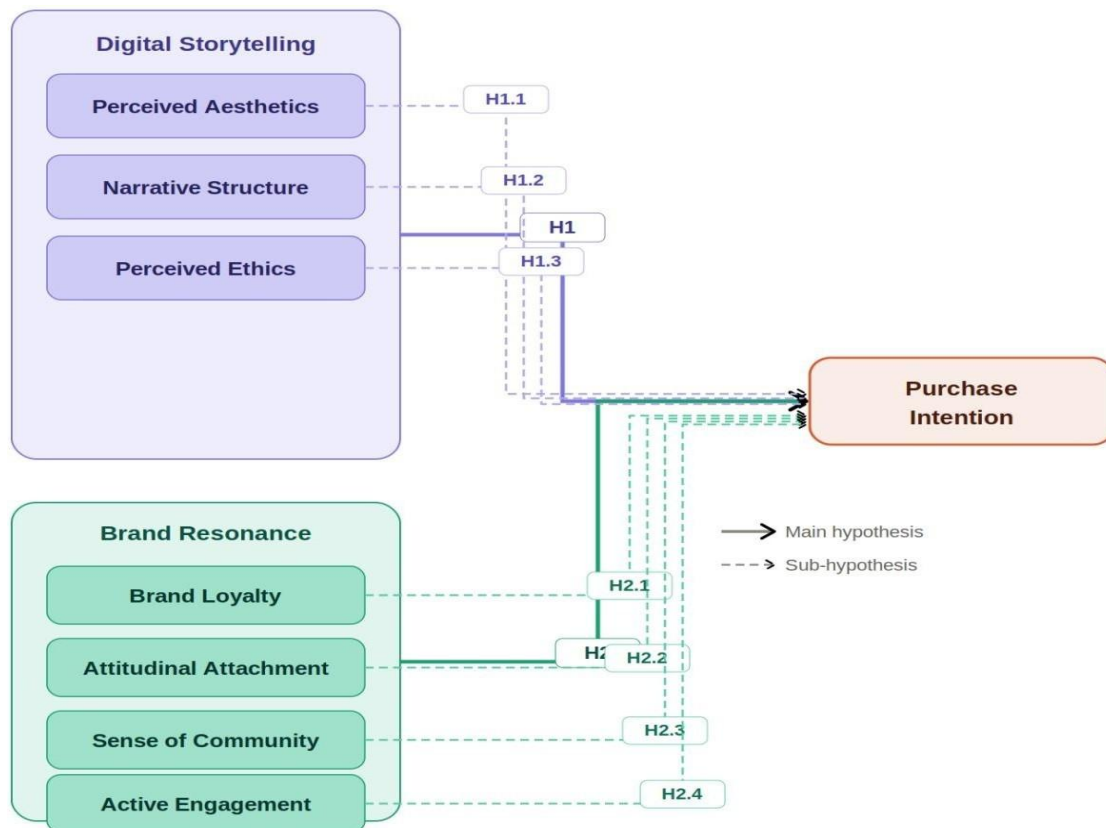 Digital Storytelling
Perceived Aesthetics
H1.1
Narrative Structure
H1.2
H1
Perceived Ethics
H1.3
Purchase
Intention
Brand Resonance
Main hypothesis
Sub-hypothesis
Brand Loyalty
H2.1
Attitudinal Attachment
H2
H2.2
Sense of Community
H2.3
Active Engagement
H2.4